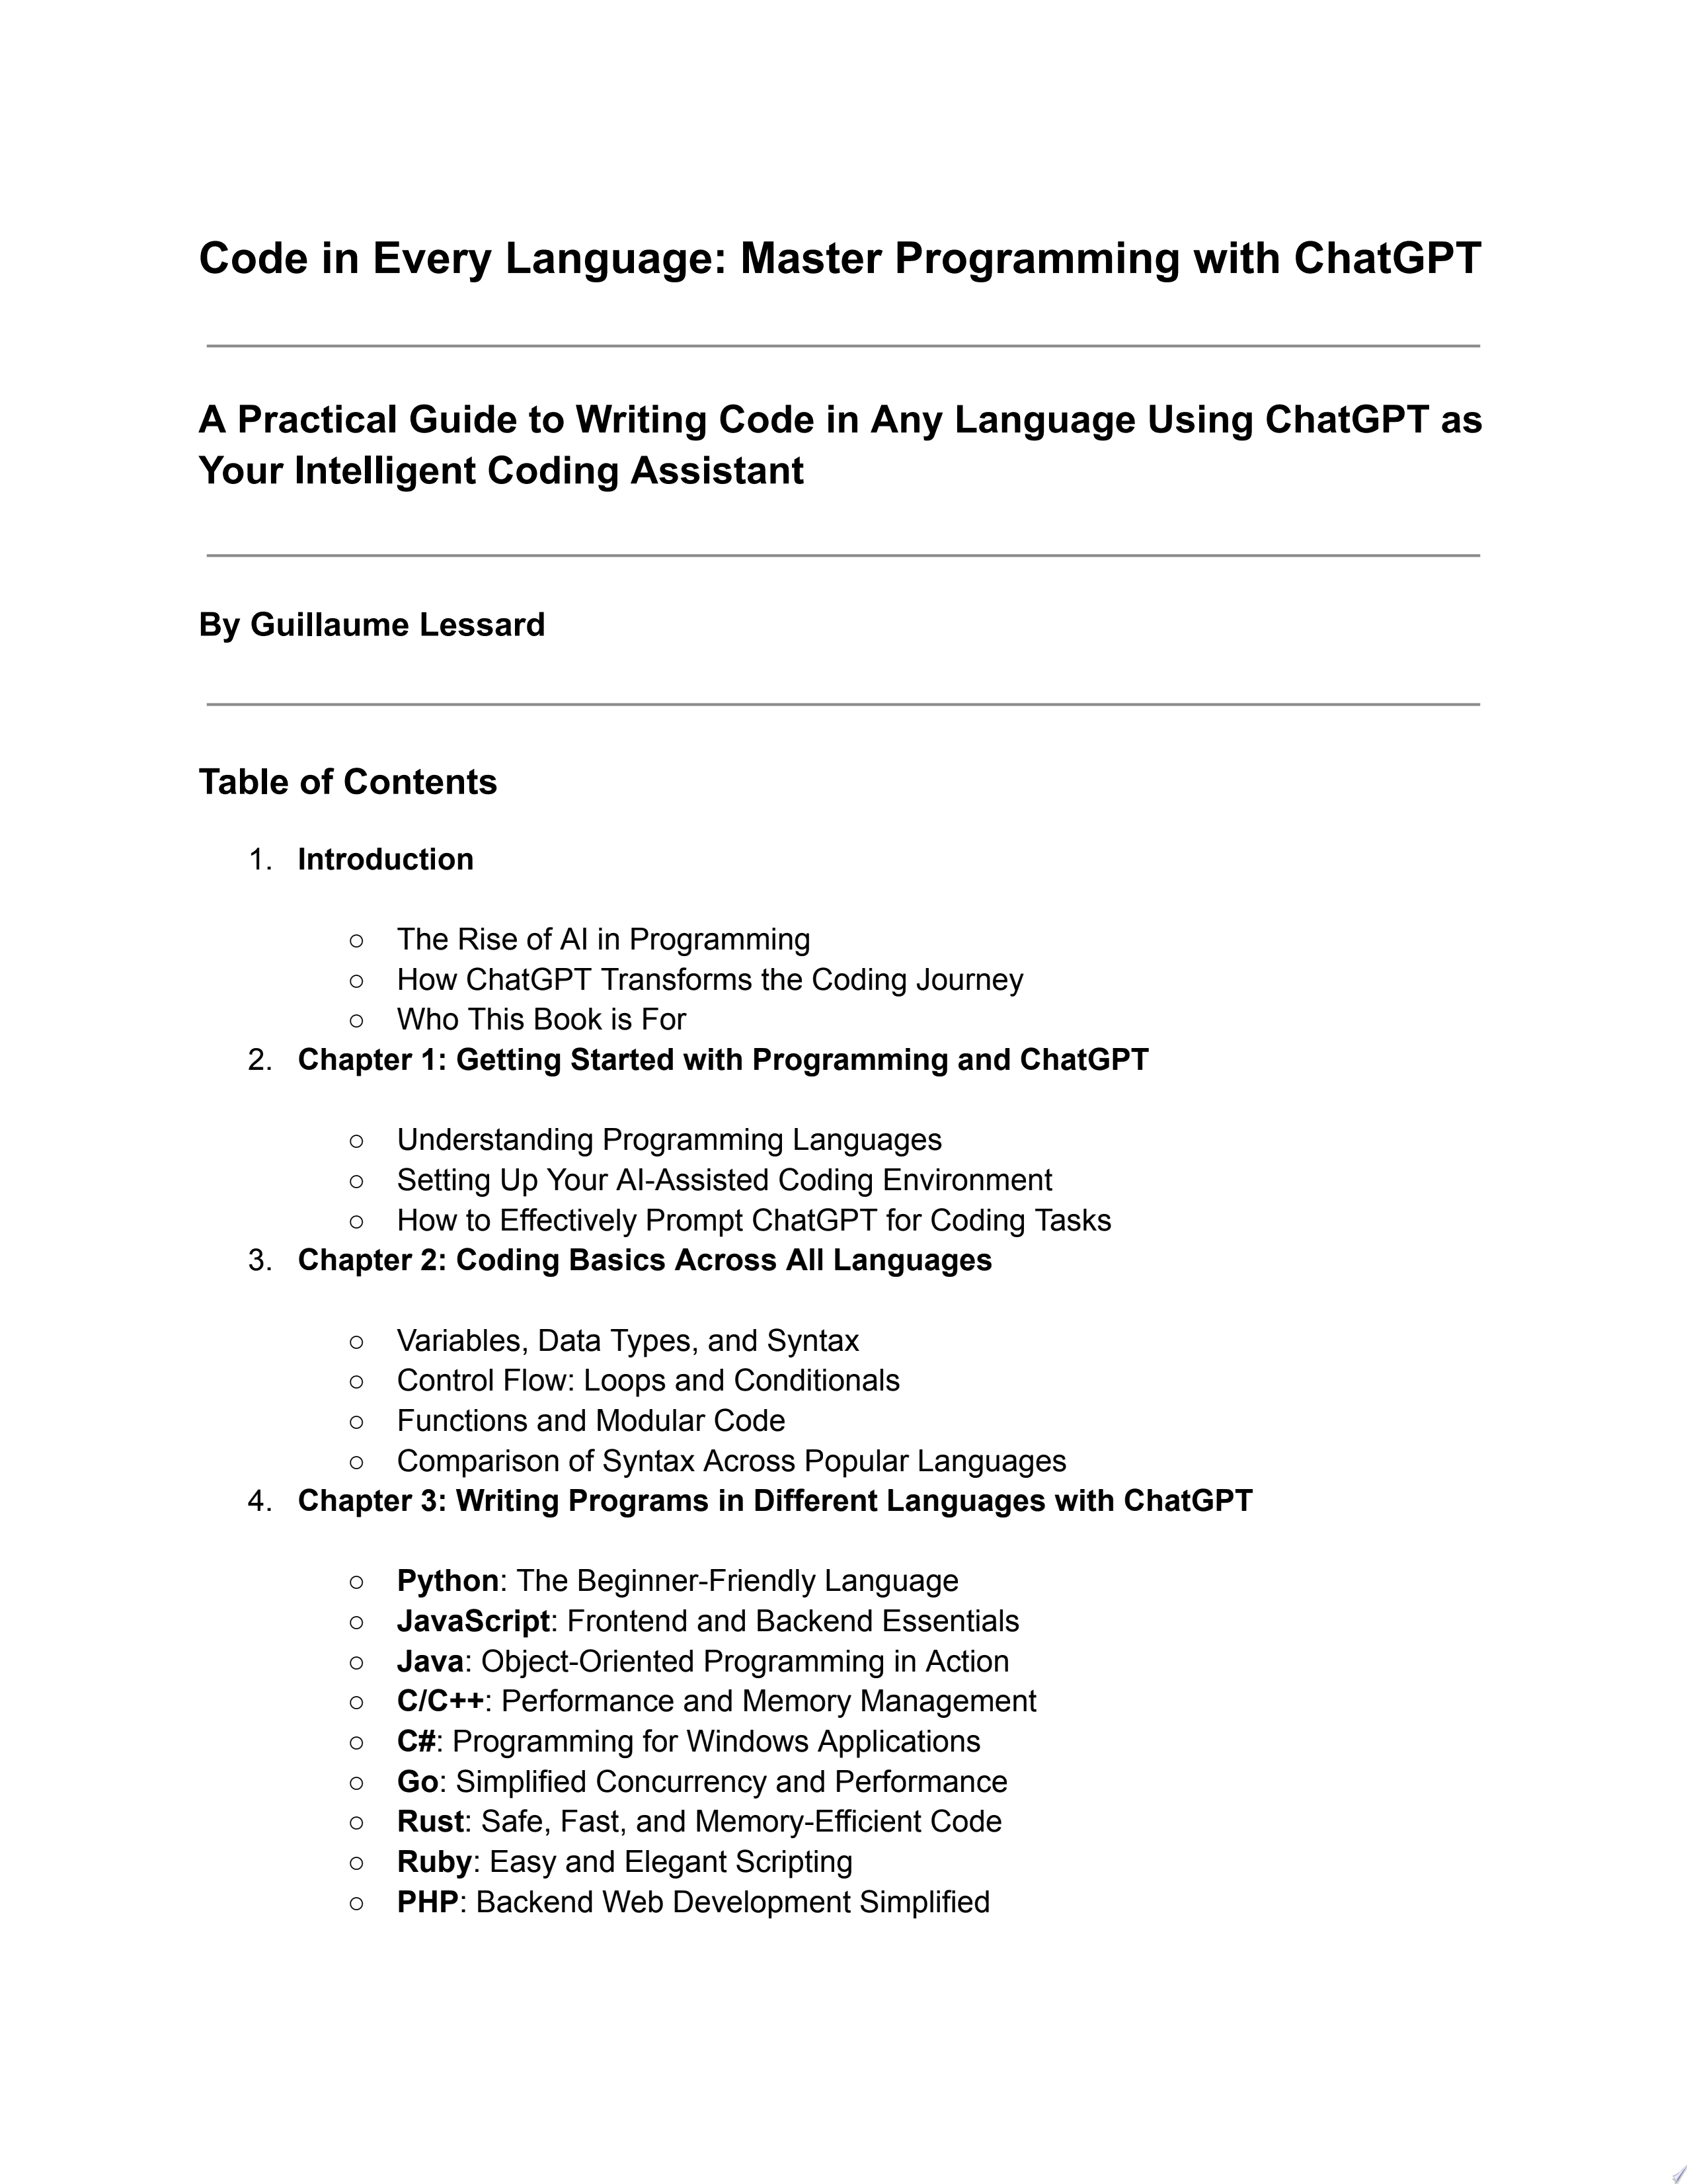 Code in Every Language: Master Programming with ChatGPT
A Practical Guide to Writing Code in Any Language Using ChatGPT as
Your Intelligent Coding Assistant
By Guillaume Lessard
Table of Contents
1. Introduction
○ The Rise of AI in Programming
○ How ChatGPT Transforms the Coding Journey
○ Who This Book is For
2. Chapter 1: Getting Started with Programming and ChatGPT
○ Understanding Programming Languages
○ Setting Up Your AI-Assisted Coding Environment
○ How to Effectively Prompt ChatGPT for Coding Tasks
3. Chapter 2: Coding Basics Across All Languages
○ Variables, Data Types, and Syntax
○ Control Flow: Loops and Conditionals
○ Functions and Modular Code
○ Comparison of Syntax Across Popular Languages
4. Chapter 3: Writing Programs in Different Languages with ChatGPT
○ Python: The Beginner-Friendly Language
○ JavaScript: Frontend and Backend Essentials
○ Java: Object-Oriented Programming in Action
○ C/C++: Performance and Memory Management
○ C#: Programming for Windows Applications
○ Go: Simplified Concurrency and Performance
○ Rust: Safe, Fast, and Memory-Efficient Code
○ Ruby: Easy and Elegant Scripting
○ PHP: Backend Web Development Simplified